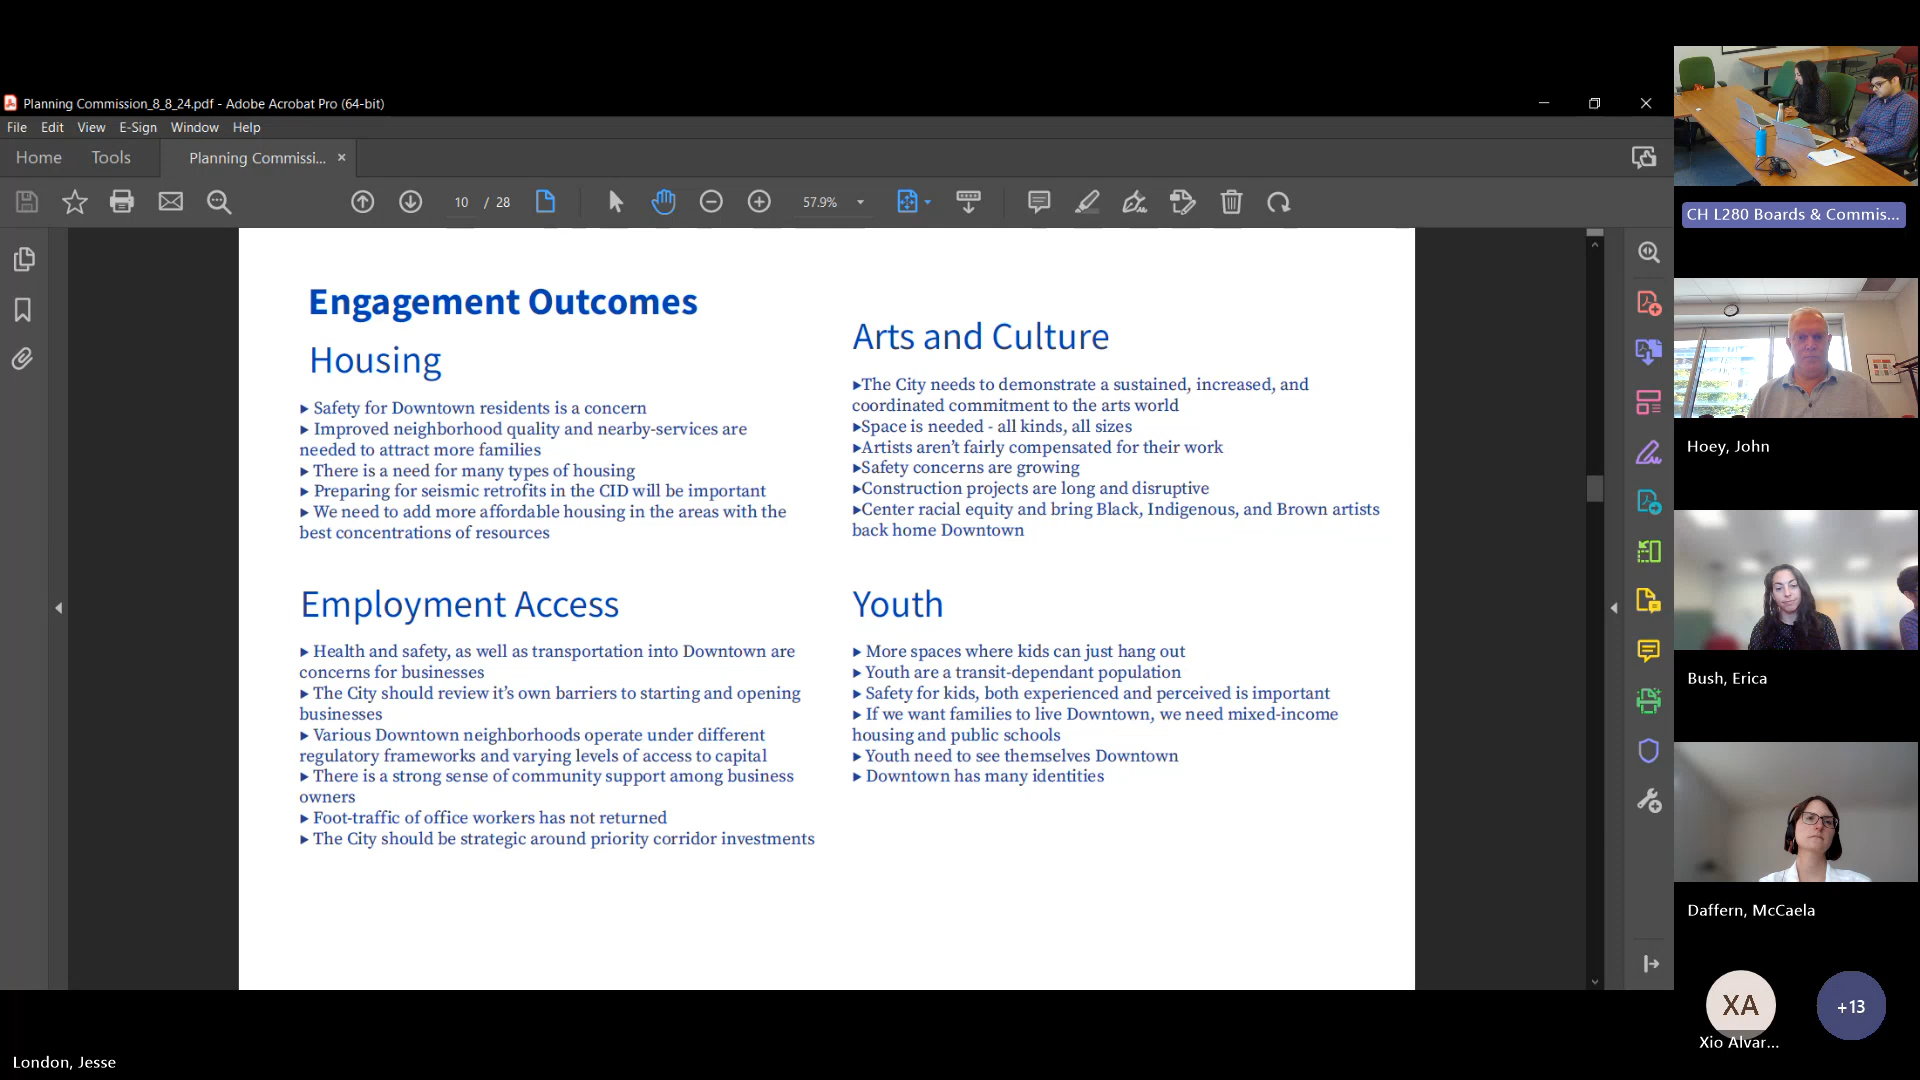 Planning Commission_8_8_24.pdf - Adobe Acrobat Pro (64-bit)
File Edit View E-Sign Window Help
Home Tools Planning Commissi... ×
10 / 28 57.9%
Engagement Outcomes
Housing
▸ Safety for Downtown residents is a concern
▸ Improved neighborhood quality and nearby-services are
needed to attract more families
▸ There is a need for many types of housing
▸ Preparing for seismic retrofits in the CID will be important
▸ We need to add more affordable housing in the areas with the
best concentrations of resources
Employment Access
▸ Health and safety, as well as transportation into Downtown are
concerns for businesses
▸ The City should review it's own barriers to starting and opening
businesses
▸ Various Downtown neighborhoods operate under different
regulatory frameworks and varying levels of access to capital
▸ There is a strong sense of community support among business
owners
▸ Foot-traffic of office workers has not returned
▸ The City should be strategic around priority corridor investments
Arts and Culture
▸The City needs to demonstrate a sustained, increased, and
coordinated commitment to the arts world
▸Space is needed - all kinds, all sizes
▸Artists aren't fairly compensated for their work
▸Safety concerns are growing
▸Construction projects are long and disruptive
▸Center racial equity and bring Black, Indigenous, and Brown artists
back home Downtown
Youth
▸ More spaces where kids can just hang out
▸ Youth are a transit-dependant population
▸ Safety for kids, both experienced and perceived is important
▸ If we want families to live Downtown, we need mixed-income
housing and public schools
▸ Youth need to see themselves Downtown
▸ Downtown has many identities
CH L280 Boards & Commis...
Hoey, John
Bush, Erica
Daffern, McCaela
XA
+13
Xio Alvar...
London, Jesse